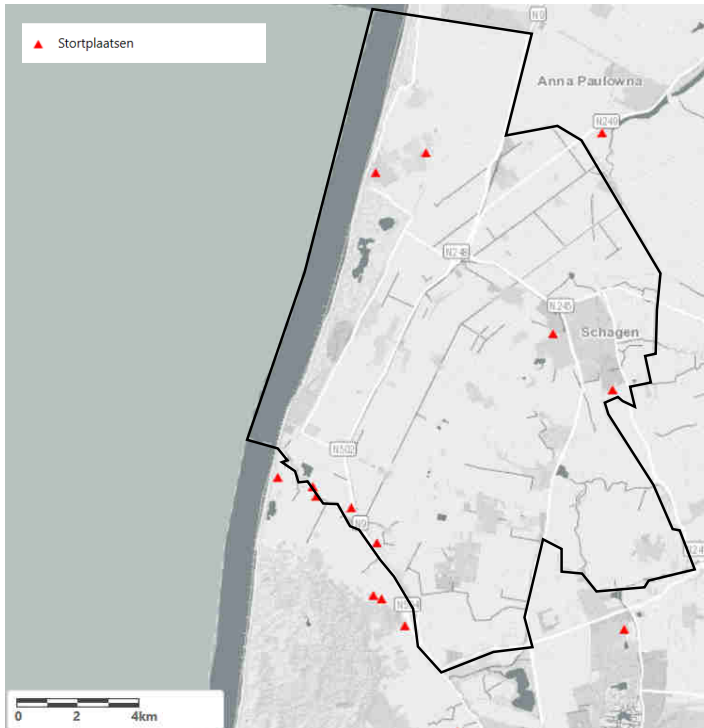 Stortplaatsen
N9
Anna Paulowna
N249
N248
N245
Schagen
N502
N9
0 2 4km